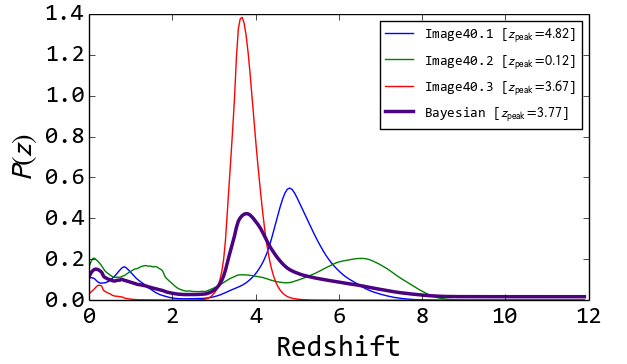 1.4
1.2
1.0
0.8
0.6
0.4
0.2
0.0
P(z)
Image40.1 [z_peak=4.82]
Image40.2 [z_peak=0.12]
Image40.3 [z_peak=3.67]
Bayesian [z_peak=3.77]
0 2 4 6 8 10 12
Redshift